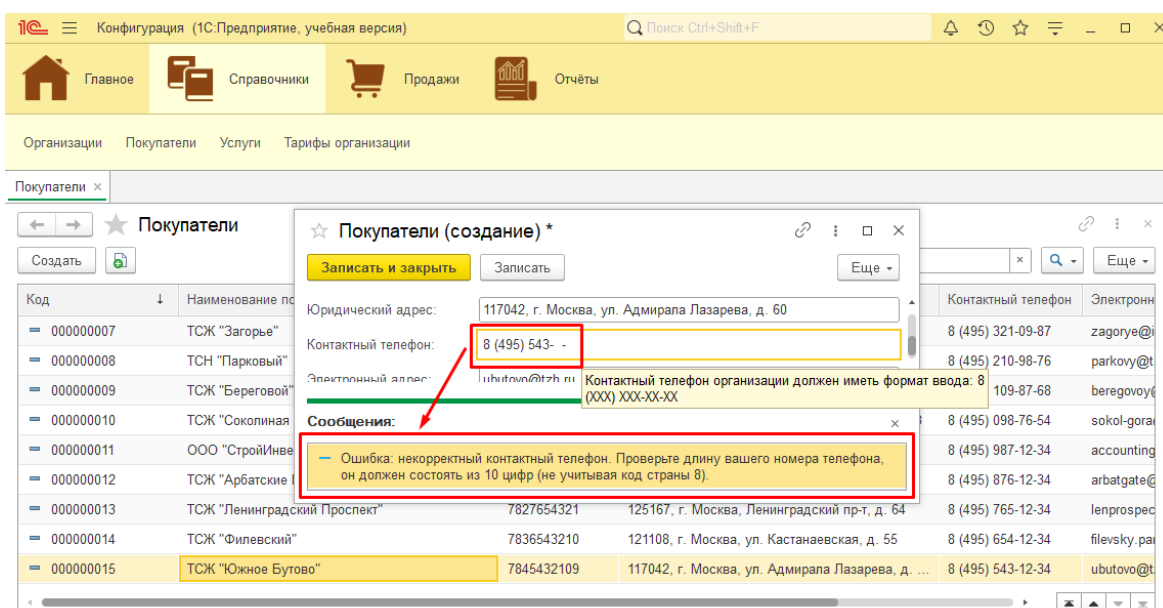 1С Конфигурация (1С:Предприятие, учебная версия) Поиск Ctrl+Shift+F
Главное Справочники Продажи Отчёты
Организации Покупатели Услуги Тарифы организации
Покупатели ×
Покупатели
Создать Еще
Код ↓ Наименование Контактный телефон
000000007 ТСЖ "Загорье" 8 (495) 321-09-87 zagorye@i
000000008 ТСН "Парковый" 8 (495) 210-98-76 parkovy@t
000000009 ТСЖ "Береговой" 109-87-68 beregovoy
000000010 ТСЖ "Соколиная 8 (495) 098-76-54 sokol-gora
000000011 ООО "СтройИнве 8 (495) 987-12-34 accounting
000000012 ТСЖ "Арбатские 8 (495) 876-12-34 arbatgate@
000000013 ТСЖ "Ленинградский Проспект" 7827654321 125167, г. Москва, Ленинградский пр-т, д. 64 8 (495) 765-12-34 lenprospec
000000014 ТСЖ "Филевский" 7836543210 121108, г. Москва, ул. Кастанаевская, д. 55 8 (495) 654-12-34 filevsky.pa
000000015 ТСЖ "Южное Бутово" 7845432109 117042, г. Москва, ул. Адмирала Лазарева, д. ... 8 (495) 543-12-34 ubutovo@t
Покупатели (создание) *
Записать и закрыть Записать Еще
Юридический адрес: 117042, г. Москва, ул. Адмирала Лазарева, д. 60
Контактный телефон: 8 (495) 543- -
Электронный адрес: ubutovo@tzh.ru
Контактный телефон организации должен иметь формат ввода: 8
(XXX) XXX-XX-XX
Сообщения: ×
Ошибка: некорректный контактный телефон. Проверьте длину вашего номера телефона,
он должен состоять из 10 цифр (не учитывая код страны 8).